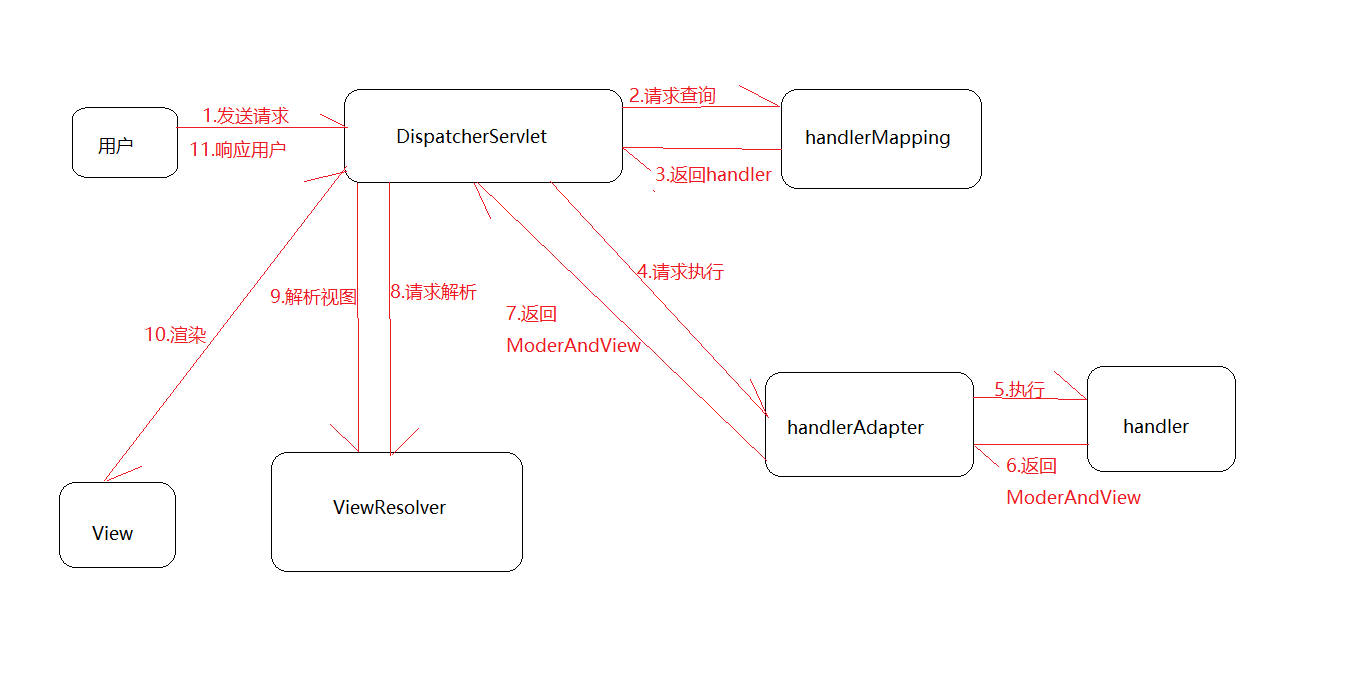 1.发送请求
11.响应用户
用户
DispatcherServlet
2.请求查询
3.返回handler
handlerMapping
4.请求执行
9.解析视图
8.请求解析
7.返回
ModerAndView
10.渲染
5.执行
handlerAdapter
handler
6.返回
ModerAndView
ViewResolver
View